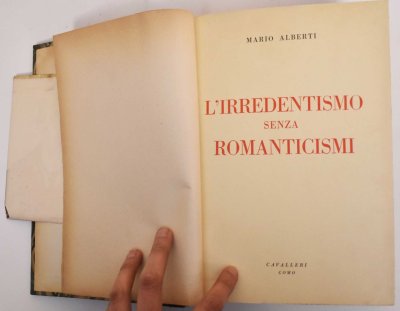 MARIO ALBERTI
L'IRREDENTISMO
SENZA
ROMANTICISMI
CAVALLERI
COMO